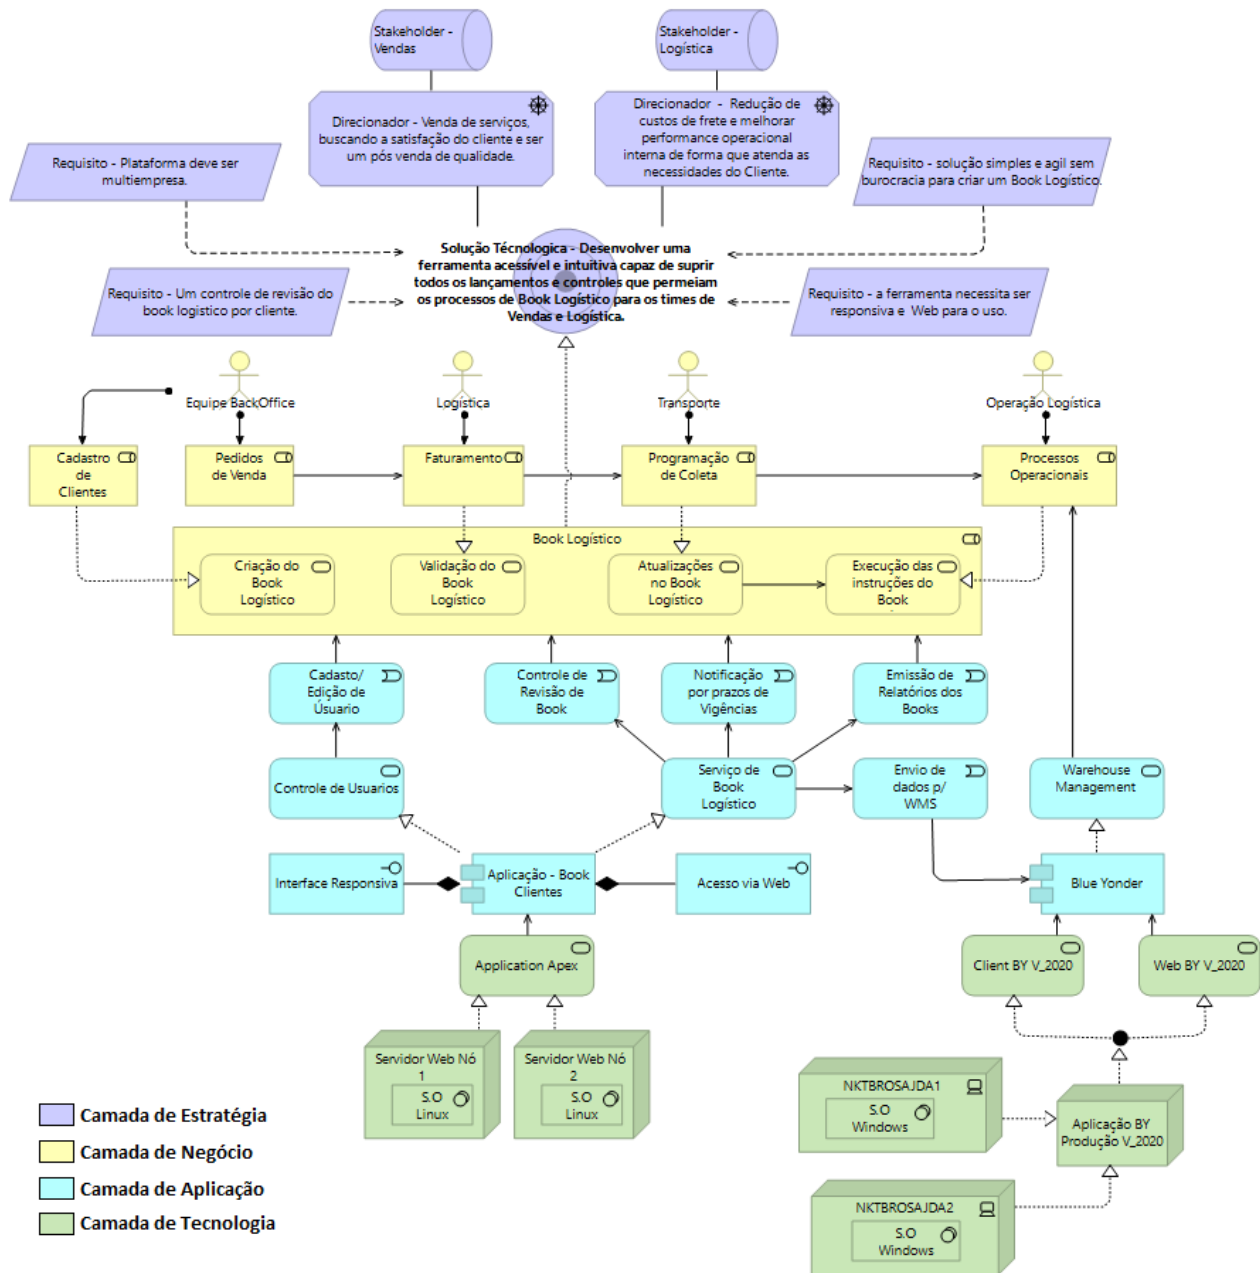 Stakeholder -
Vendas
Stakeholder -
Logística
Direcionador - Venda de serviços,
buscando a satisfação do cliente e ser
um pós venda de qualidade.
Direcionador - Redução de
custos de frete e melhorar
performance operacional
interna de forma que atenda as
necessidades do Cliente.
Requisito - Plataforma deve ser
multiempresa.
Requisito - solução simples e agil sem
burocracia para criar um Book Logístico.
Solução Técnologica - Desenvolver uma
ferramenta acessível e intuitiva capaz de suprir
todos os lançamentos e controles que permeiam
os processos de Book Logístico para os times de
Vendas e Logística.
Requisito - Um controle de revisão do
book logistico por cliente.
Requisito - a ferramenta necessita ser
responsiva e Web para o uso.
Equipe BackOffice
Logística
Transporte
Operação Logística
Cadastro
de
Clientes
Pedidos
de Venda
Faturamento
Programação
de Coleta
Processos
Operacionais
Book Logístico
Criação do
Book
Logístico
Validação do
Book
Logístico
Atualizações
no Book
Logístico
Execução das
instruções do
Book
Cadasto/
Edição de
Úsuario
Controle de
Revisão de
Book
Notificação
por prazos de
Vigências
Emissão de
Relatórios dos
Books
Controle de Usuarios
Serviço de
Book
Logístico
Envio de
dados p/
WMS
Warehouse
Management
Interface Responsiva
Aplicação - Book
Clientes
Acesso via Web
Blue Yonder
Application Apex
Client BY V_2020
Web BY V_2020
Servidor Web Nó
1
S.O
Linux
Servidor Web Nó
2
S.O
Linux
NKTBROSAJDA1
S.O
Windows
Aplicação BY
Produção V_2020
NKTBROSAJDA2
S.O
Windows
Camada de Estratégia
Camada de Negócio
Camada de Aplicação
Camada de Tecnologia